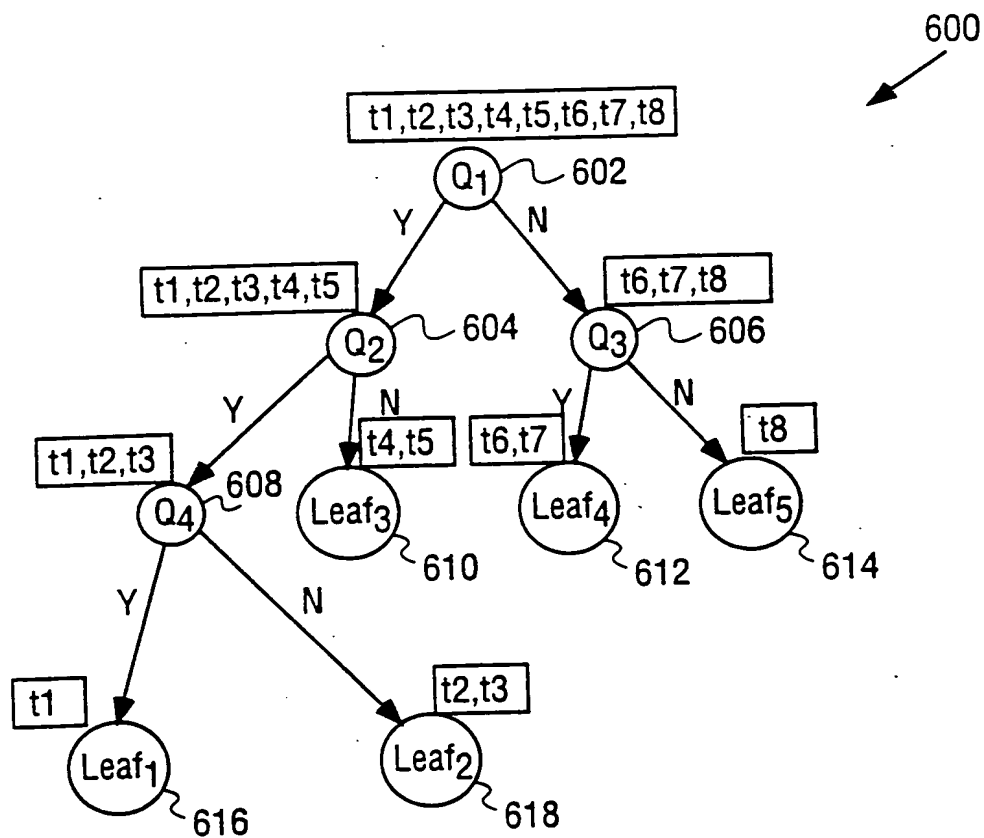 600
t1,t2,t3,t4,t5,t6,t7,t8
Q1
602
Y
N
t1,t2,t3,t4,t5
t6,t7,t8
Q2
604
Q3
606
Y
N
Y
N
t1,t2,t3
t4,t5
t6,t7
t8
Q4
608
Leaf3
610
Leaf4
612
Leaf5
614
Y
N
t1
t2,t3
Leaf1
616
Leaf2
618